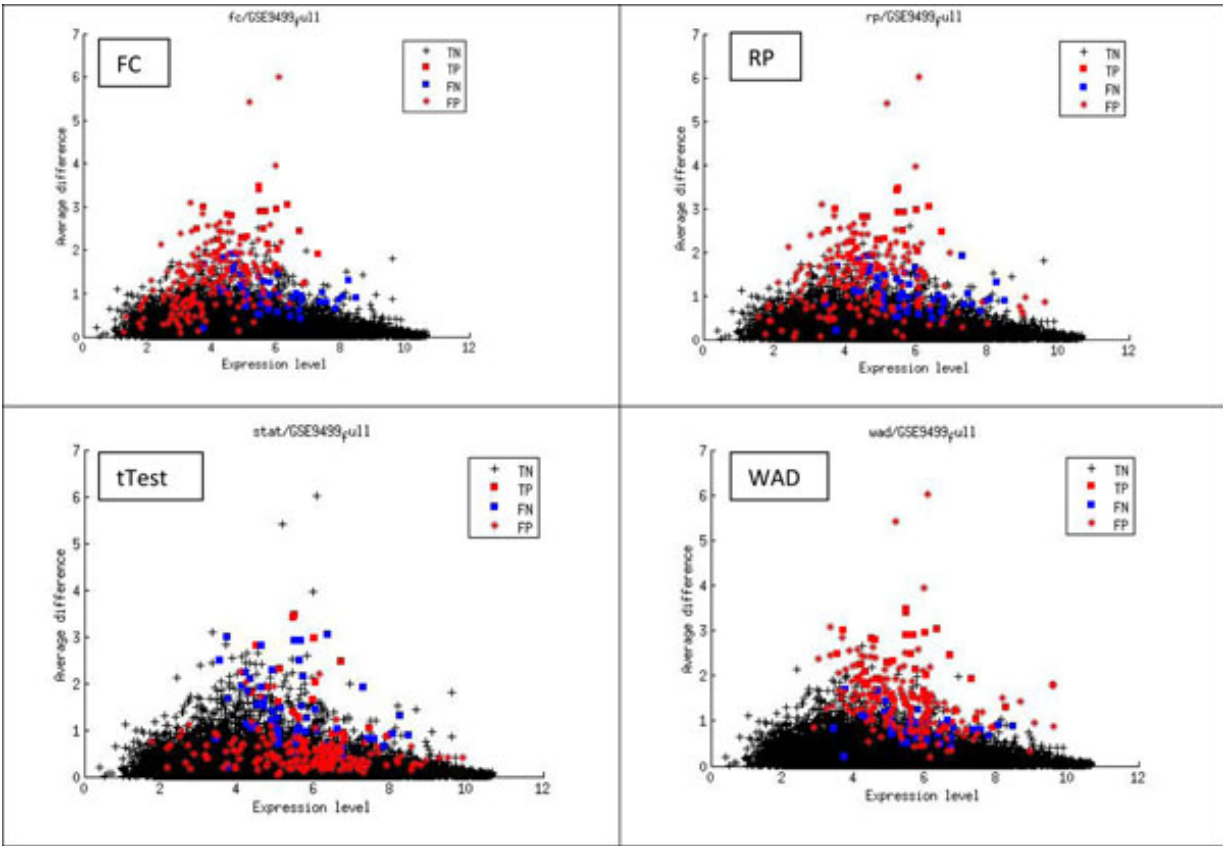 fc/GSE9499full
FC
TN
TP
FN
FP
7
6
5
4
3
2
1
0
Average difference
0 2 4 6 8 10 12
Expression level
rp/GSE9499full
RP
TN
TP
FN
FP
7
6
5
4
3
2
1
0
Average difference
0 2 4 6 8 10 12
Expression level
stat/GSE9499full
tTest
TN
TP
FN
FP
7
6
5
4
3
2
1
0
Average difference
0 2 4 6 8 10 12
Expression level
wad/GSE9499full
WAD
TN
TP
FN
FP
7
6
5
4
3
2
1
0
Average difference
0 2 4 6 8 10 12
Expression level